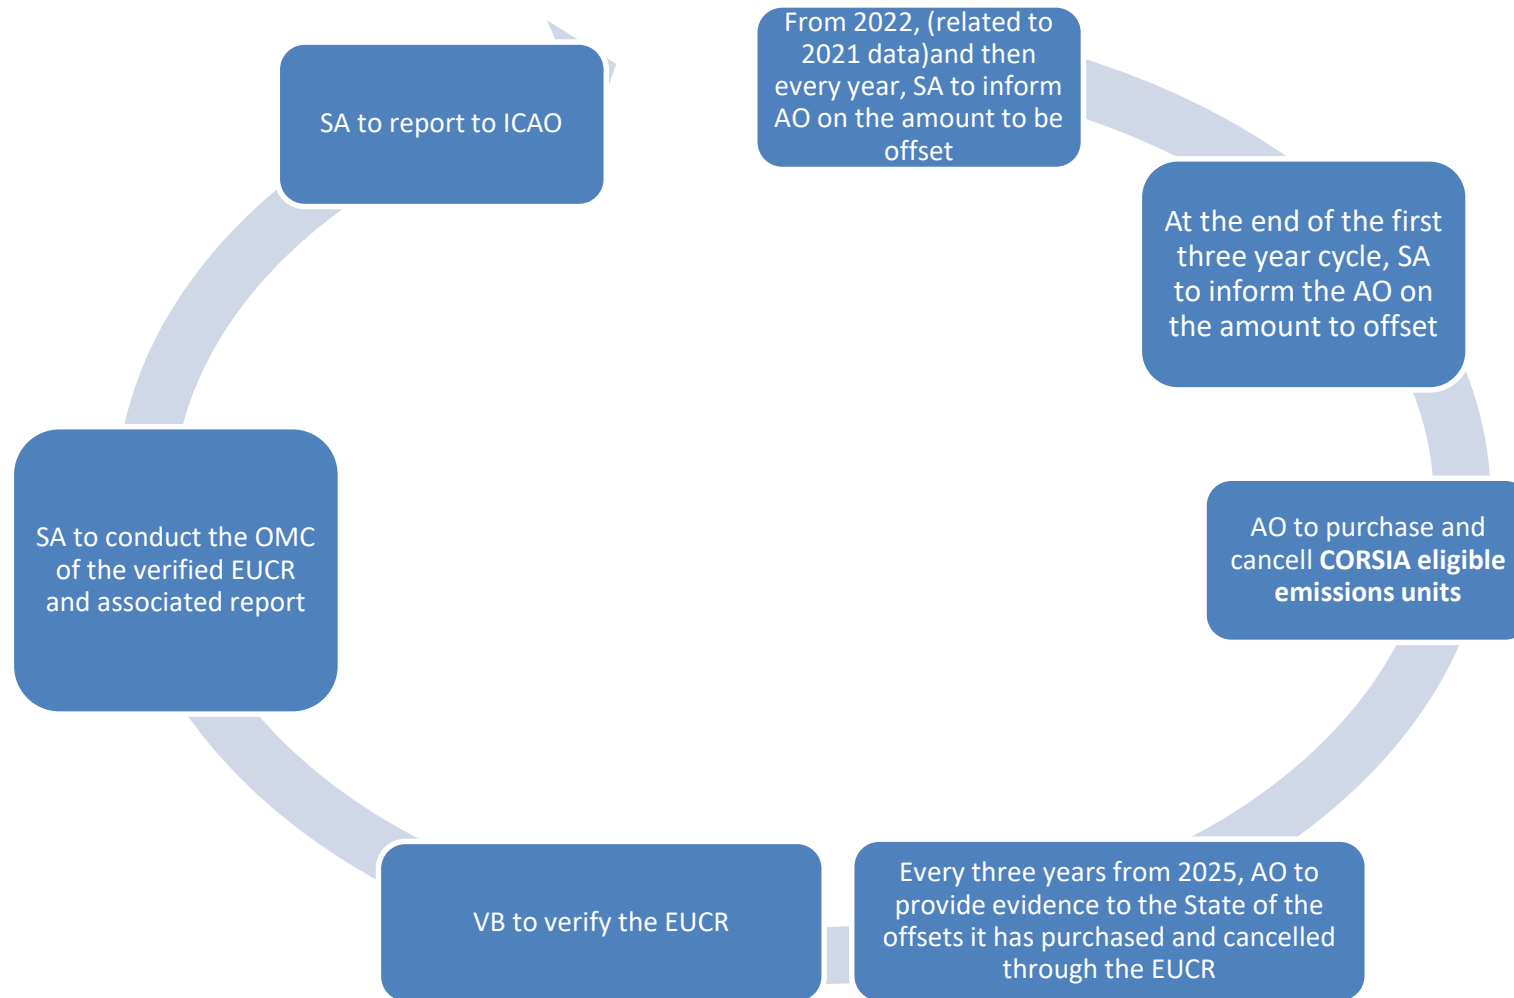 From 2022, (related to
2021 data)and then
every year, SA to inform
AO on the amount to be
offset
At the end of the first
three year cycle, SA
to inform the AO on
the amount to offset
AO to purchase and
cancell CORSIA eligible
emissions units
Every three years from 2025, AO to
provide evidence to the State of the
offsets it has purchased and cancelled
through the EUCR
VB to verify the EUCR
SA to conduct the OMC
of the verified EUCR
and associated report
SA to report to ICAO